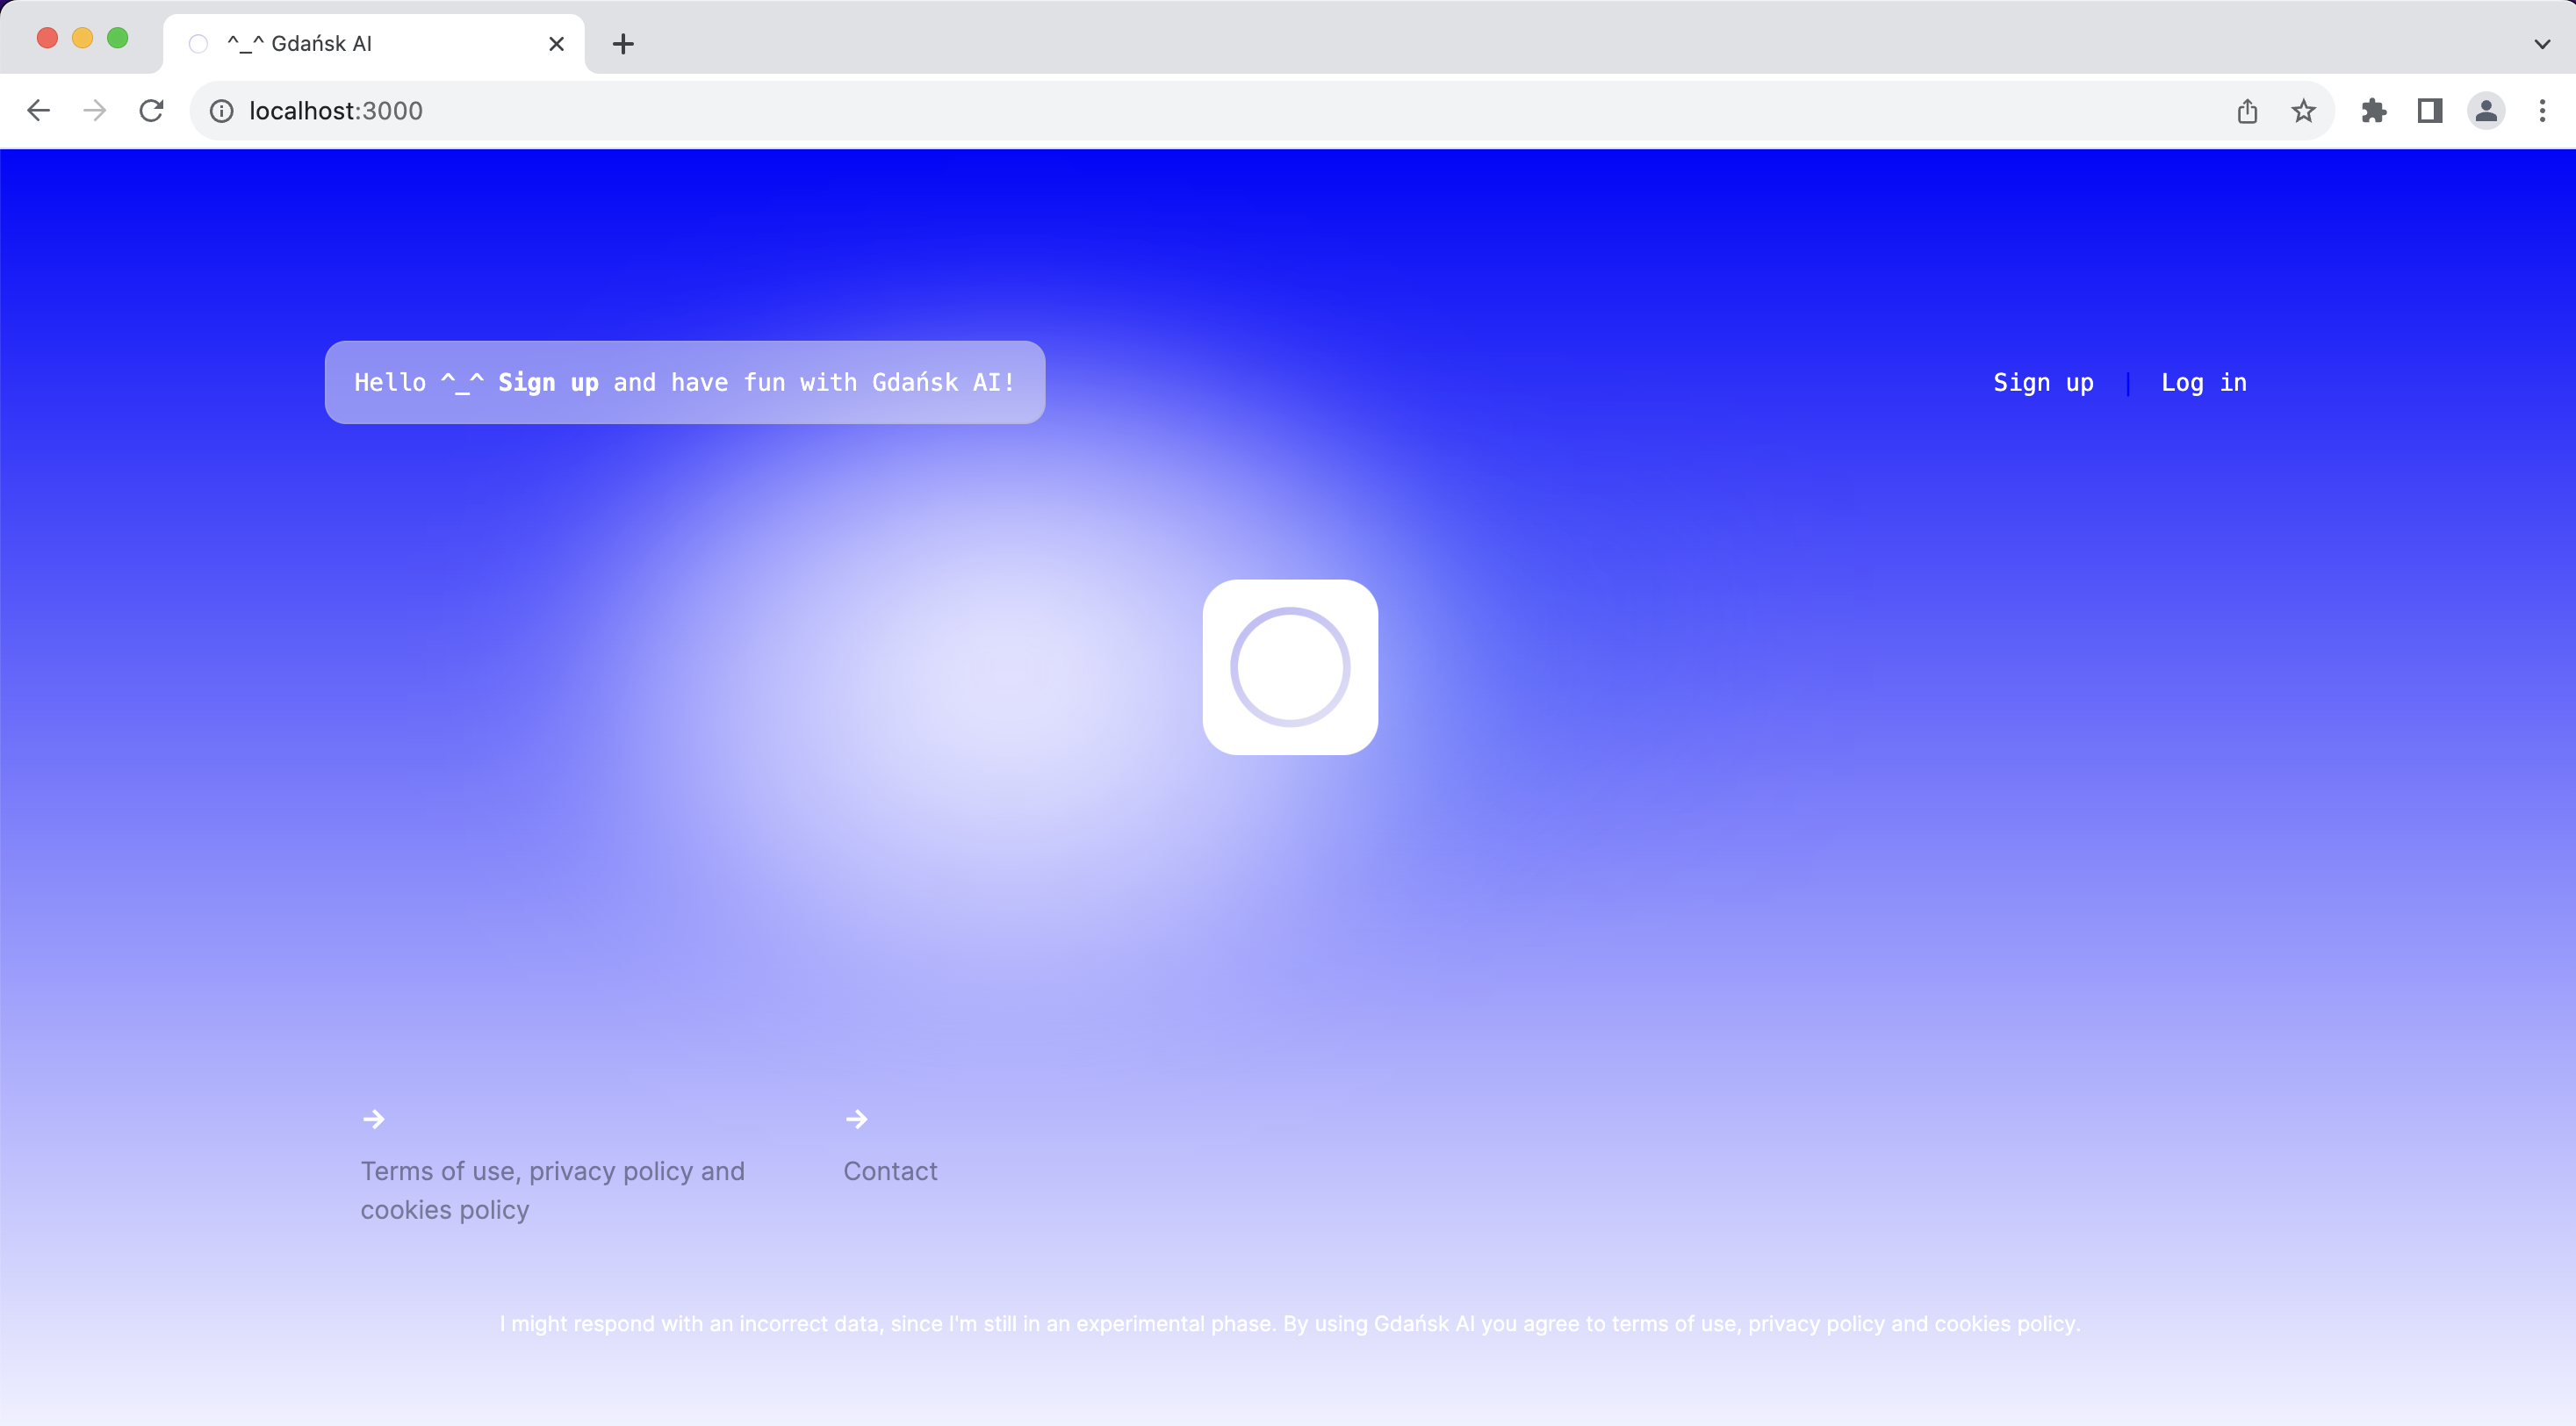 ^_^ Gdańsk AI
localhost:3000
Hello ^_^ Sign up and have fun with Gdańsk AI!
Sign up | Log in
Terms of use, privacy policy and
cookies policy
Contact
I might respond with an incorrect data, since I'm still in an experimental phase. By using Gdańsk AI you agree to terms of use, privacy policy and cookies policy.